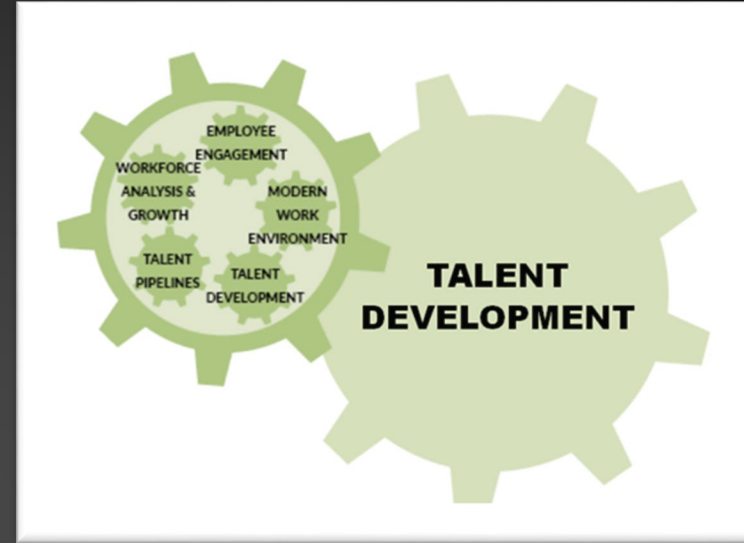 EMPLOYEE
ENGAGEMENT
WORKFORCE
ANALYSIS &
GROWTH
MODERN
WORK
ENVIRONMENT
TALENT
PIPELINES
TALENT
DEVELOPMENT
TALENT
DEVELOPMENT